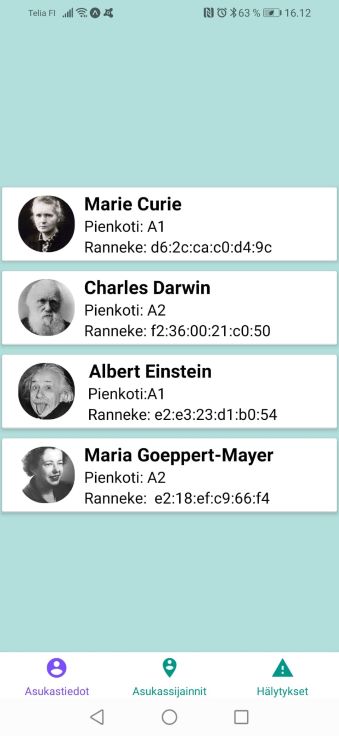 Telia FI 63 % 16.12
Marie Curie
Pienkoti: A1
Ranneke: d6:2c:ca:c0:d4:9c
Charles Darwin
Pienkoti: A2
Ranneke: f2:36:00:21:c0:50
Albert Einstein
Pienkoti:A1
Ranneke: e2:e3:23:d1:b0:54
Maria Goeppert-Mayer
Pienkoti: A2
Ranneke: e2:18:ef:c9:66:f4
Asukastiedot Asukassijainnit Hälytykset